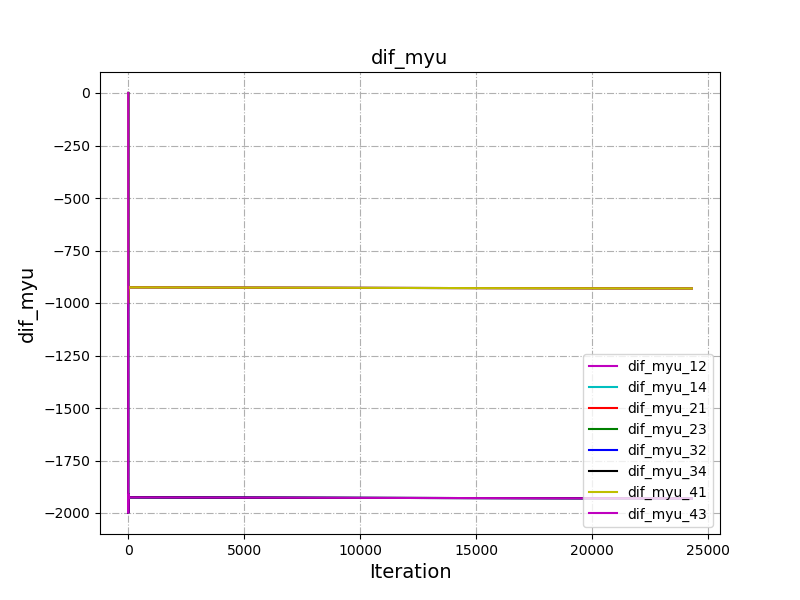 dif_myu
0
−250
−500
−750
−1000
−1250
−1500
−1750
−2000
dif_myu
0
5000
10000
15000
20000
25000
Iteration
dif_myu_12
dif_myu_14
dif_myu_21
dif_myu_23
dif_myu_32
dif_myu_34
dif_myu_41
dif_myu_43